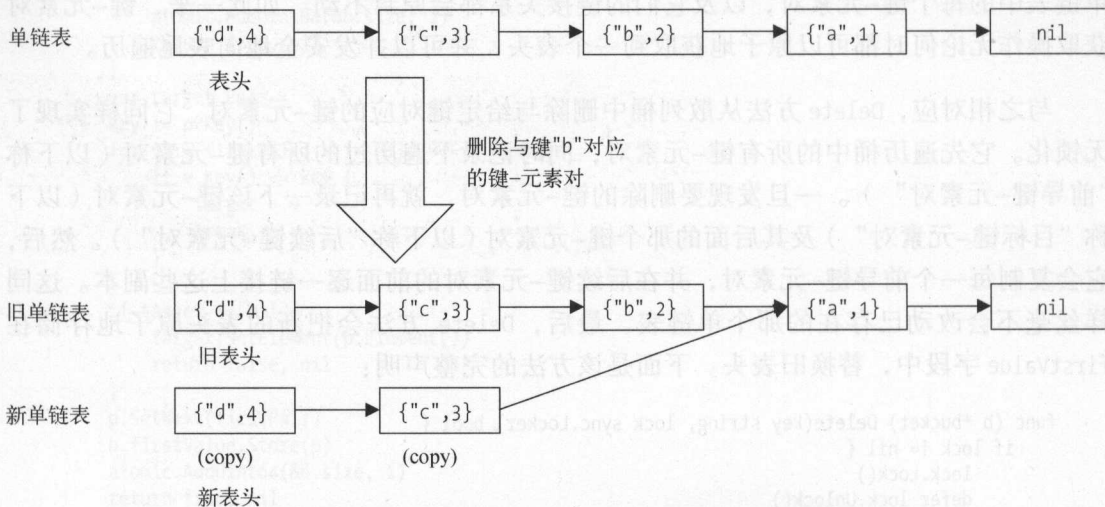 单链表 {"d",4} {"c",3} {"b",2} {"a",1} nil
表头
删除与键"b"对应
的键-元素对
旧单链表 {"d",4} {"c",3} {"b",2} {"a",1} nil
旧表头
新单链表 {"d",4} {"c",3}
(copy) (copy)
新表头